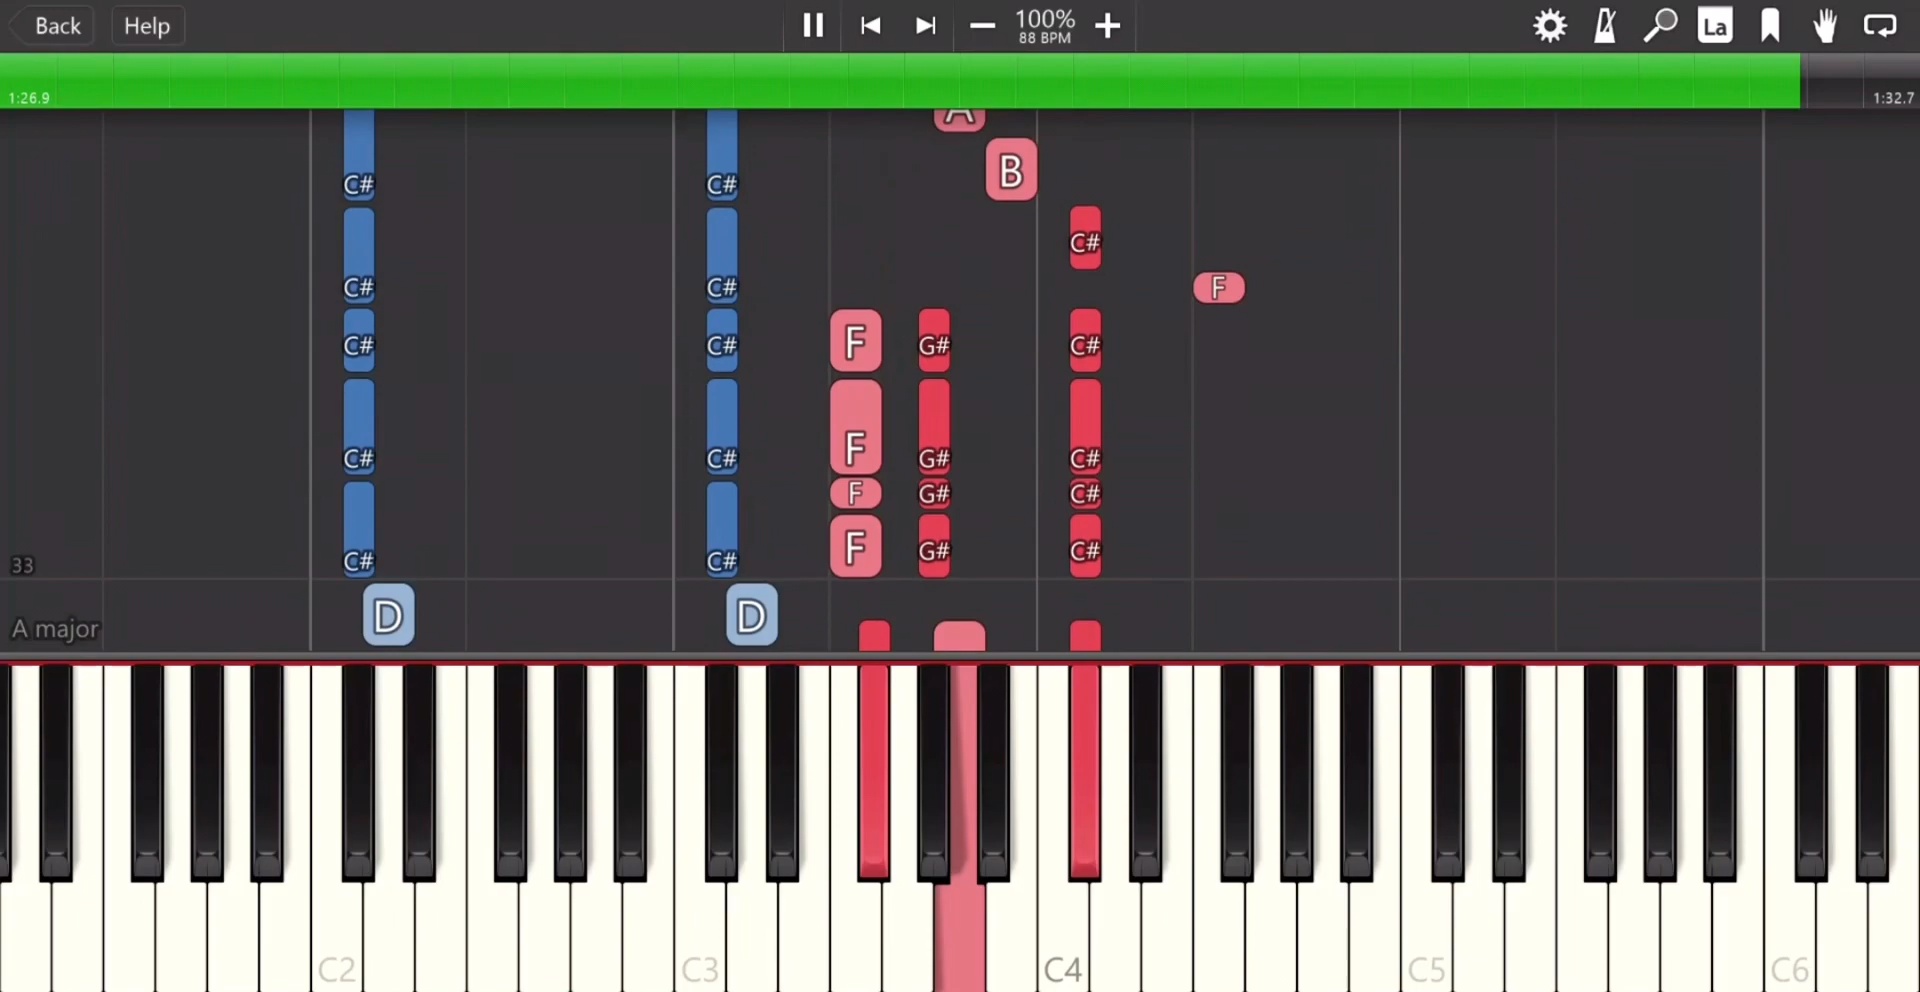 Back Help 100% La
88 BPM
1:26.9 1:32.7
A
B
C# C#
C#
C# C# F
F
C# C# G# C#
F
C# C# G# C#
F G# C#
F G# C#
C# C#
33
D D
A major
C2 C3 C4 C5 C6